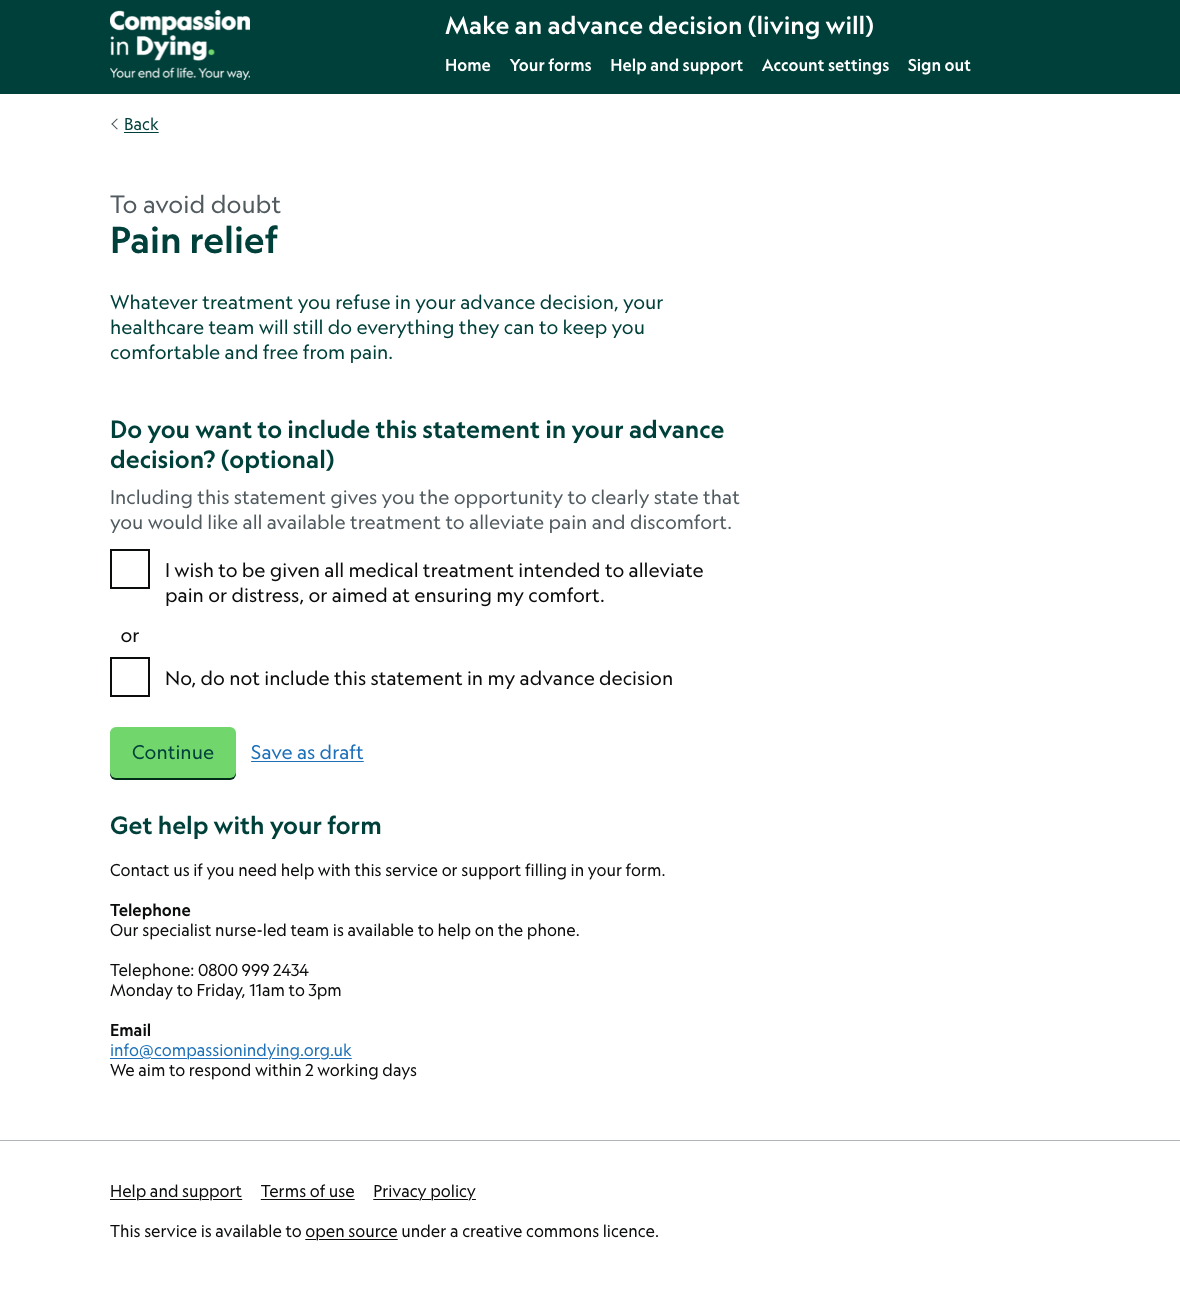 Compassion
in Dying.
Your end of life. Your way.
Make an advance decision (living will)
Home Your forms Help and support Account settings Sign out
Back
To avoid doubt
Pain relief
Whatever treatment you refuse in your advance decision, your
healthcare team will still do everything they can to keep you
comfortable and free from pain.
Do you want to include this statement in your advance
decision? (optional)
Including this statement gives you the opportunity to clearly state that
you would like all available treatment to alleviate pain and discomfort.
I wish to be given all medical treatment intended to alleviate
pain or distress, or aimed at ensuring my comfort.
or
No, do not include this statement in my advance decision
Continue Save as draft
Get help with your form
Contact us if you need help with this service or support filling in your form.
Telephone
Our specialist nurse-led team is available to help on the phone.
Telephone: 0800 999 2434
Monday to Friday, 11am to 3pm
Email
info@compassionindying.org.uk
We aim to respond within 2 working days
Help and support Terms of use Privacy policy
This service is available to open source under a creative commons licence.